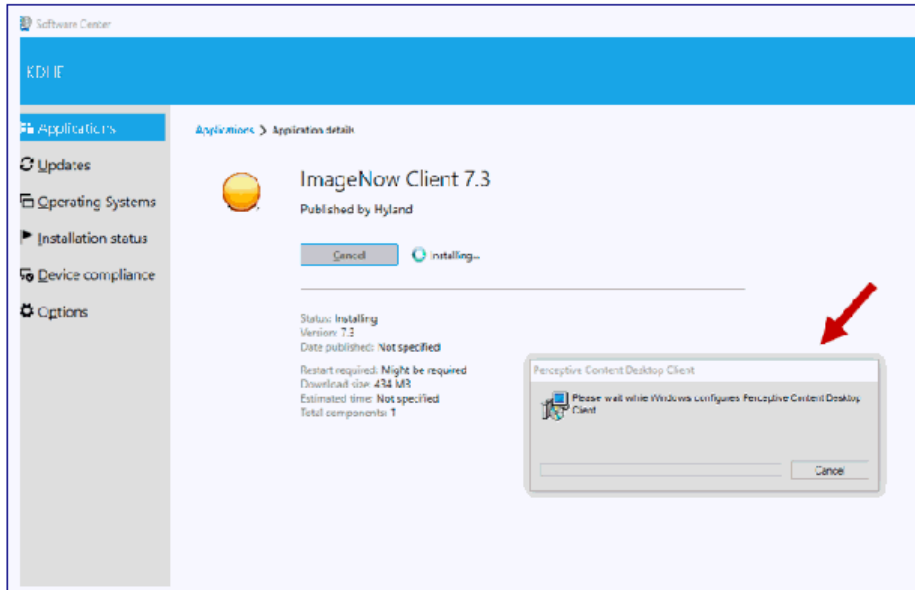 Software Center
KDHE
Applications
Updates
Operating Systems
Installation status
Device compliance
Options
Applications > Application details
ImageNow Client 7.3
Published by Hyland
Cancel
Installing...
Status: Installing
Version: 7.3
Date published: Not specified
Restart required: Might be required
Download size: 434 MB
Estimated time: Not specified
Total components: 1
Perceptive Content Desktop Client
Please wait while Windows configures Perceptive Content Desktop
Client
Cancel